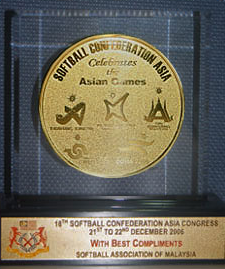 SOFTBALL CONFEDERATION ASIA
Celebrates
the
Asian Games
18TH SOFTBALL CONFEDERATION ASIA CONGRESS
21ST TO 22ND DECEMBER 2006
WITH BEST COMPLIMENTS
SOFTBALL ASSOCIATION OF MALAYSIA